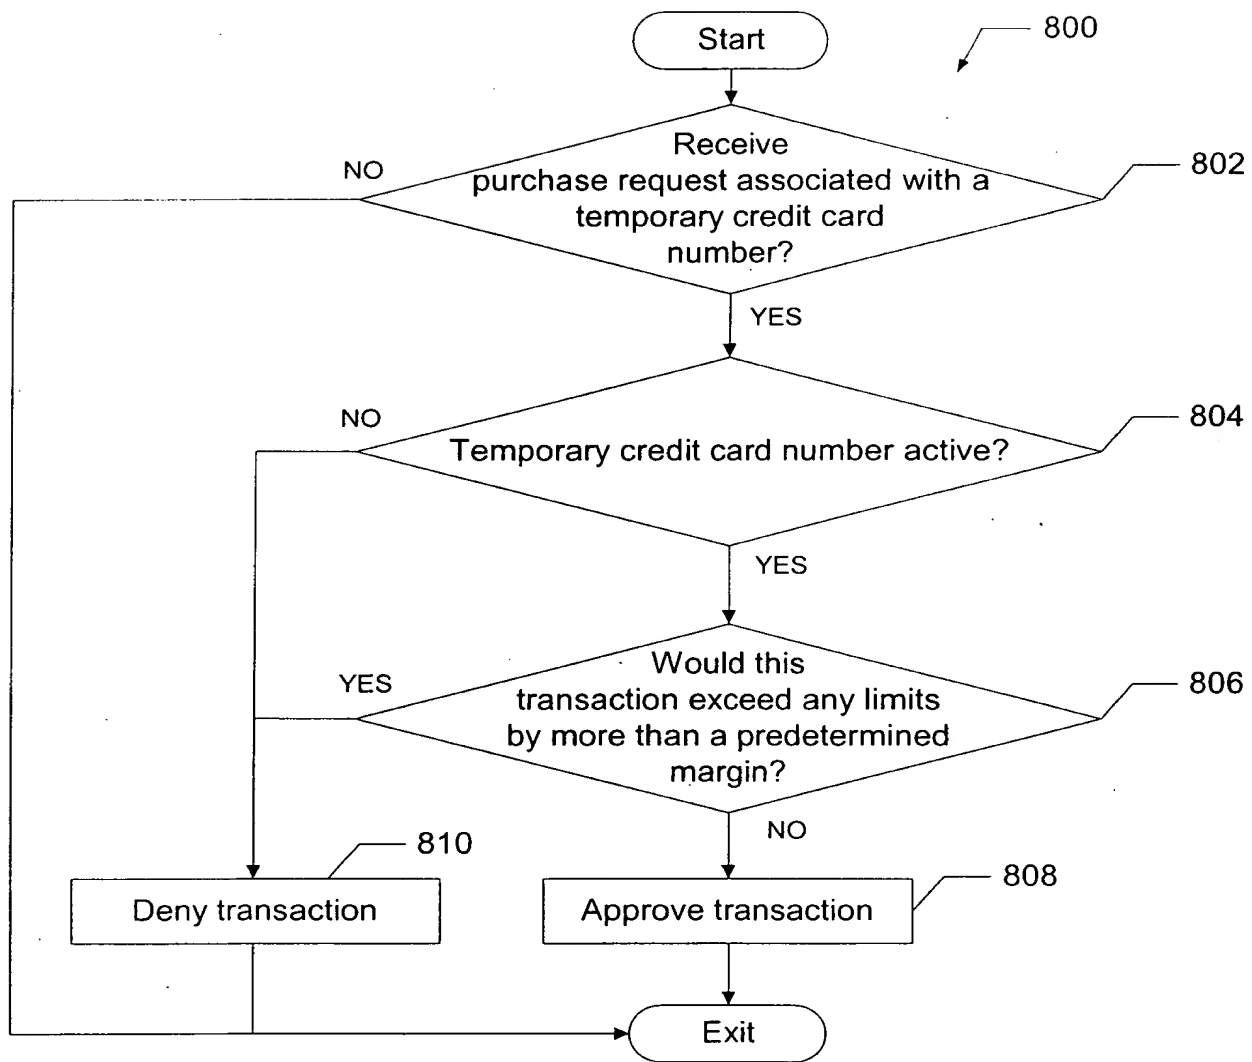 Start
800
Receive
purchase request associated with a
temporary credit card
number?
NO
802
YES
NO
Temporary credit card number active?
804
YES
YES
Would this
transaction exceed any limits
by more than a predetermined
margin?
806
NO
810
Deny transaction
808
Approve transaction
Exit